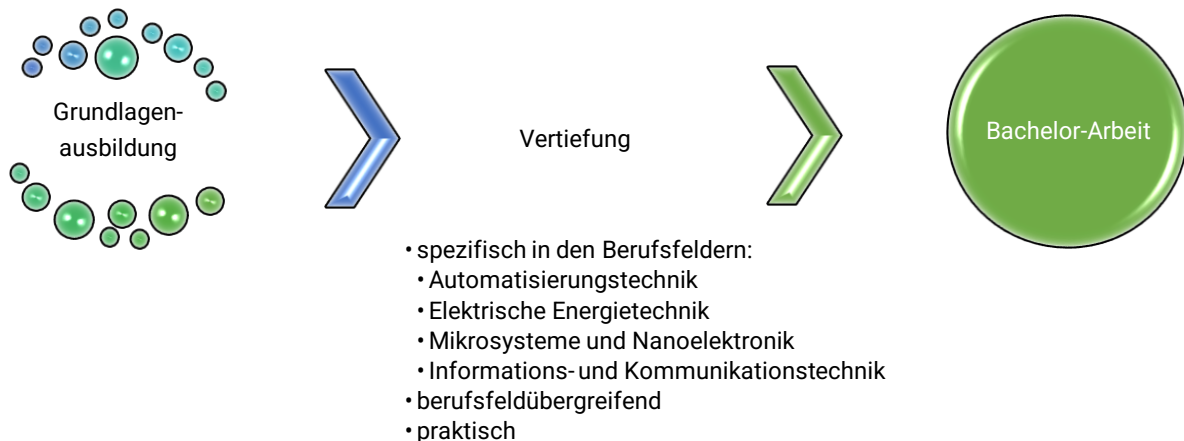 Grundlagen-
ausbildung
Vertiefung
Bachelor-Arbeit
• spezifisch in den Berufsfeldern:
• Automatisierungstechnik
• Elektrische Energietechnik
• Mikrosysteme und Nanoelektronik
• Informations- und Kommunikationstechnik
• berufsfeldübergreifend
• praktisch